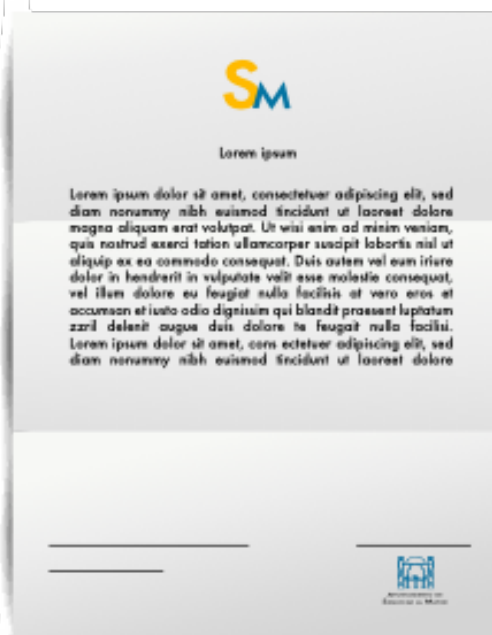 SM
Lorem ipsum
Lorem ipsum dolor sit amet, consectetuer adipiscing elit, sed
diam nonummy nibh euismod tincidunt ut laoreet dolore
magna aliquam erat volutpat. Ut wisi enim ad minim veniam,
quis nostrud exerci tation ullamcorper suscipit lobortis nisl ut
aliquip ex ea commodo consequat. Duis autem vel eum iriure
dolor in hendrerit in vulputate velit esse molestie consequat,
vel illum dolore eu feugiat nulla facilisis at vero eros et
accumsan et iusto odio dignissim qui blandit praesent luptatum
zzril delenit augue duis dolore te feugait nulla facilisi.
Lorem ipsum dolor sit amet, cons ectetuer adipiscing elit, sed
diam nonummy nibh euismod tincidunt ut laoreet dolore